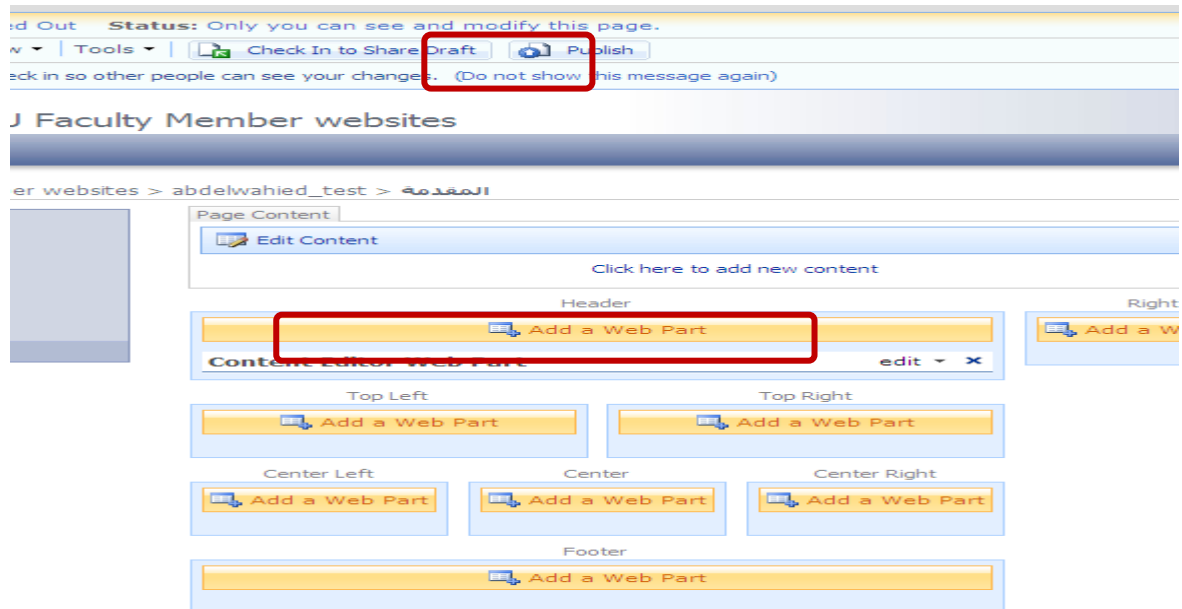 ed Out Status: Only you can see and modify this page.
w Tools Check In to Share Draft Publish
eck in so other people can see your changes. (Do not show this message again)
U Faculty Member websites
er websites > abdelwahied_test > المقدمة
Page Content
Edit Content
Click here to add new content
Header Right
Add a Web Part Add a W
Content Editor Web Part edit
Top Left Top Right
Add a Web Part Add a Web Part
Center Left Center Center Right
Add a Web Part Add a Web Part Add a Web Part
Footer
Add a Web Part